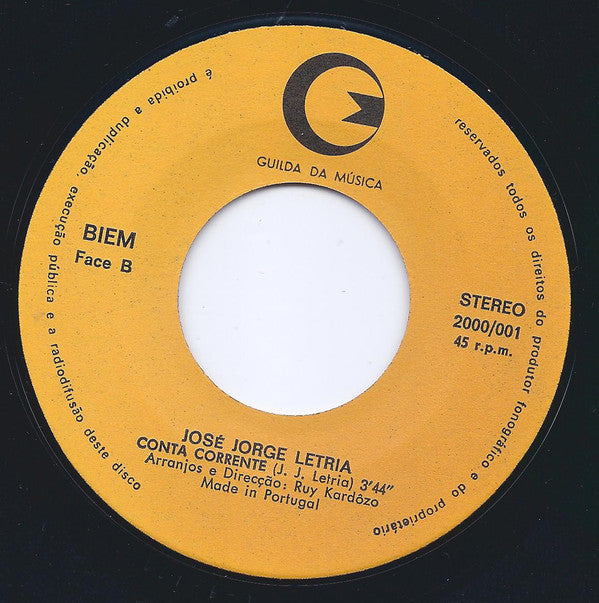 GUILDA DA MÚSICA
BIEM
Face B
STEREO
2000/001
45 r.p.m.
JOSÉ JORGE LETRIA
CONTA CORRENTE (J. J. Letria) 3'44"
Arranjos e Direcção: Ruy Kardôzo
Made in Portugal
reservados todos os direitos do produtor fonográfico e do proprietário
é proibida a duplicação, execução pública e a radiodifusão deste disco